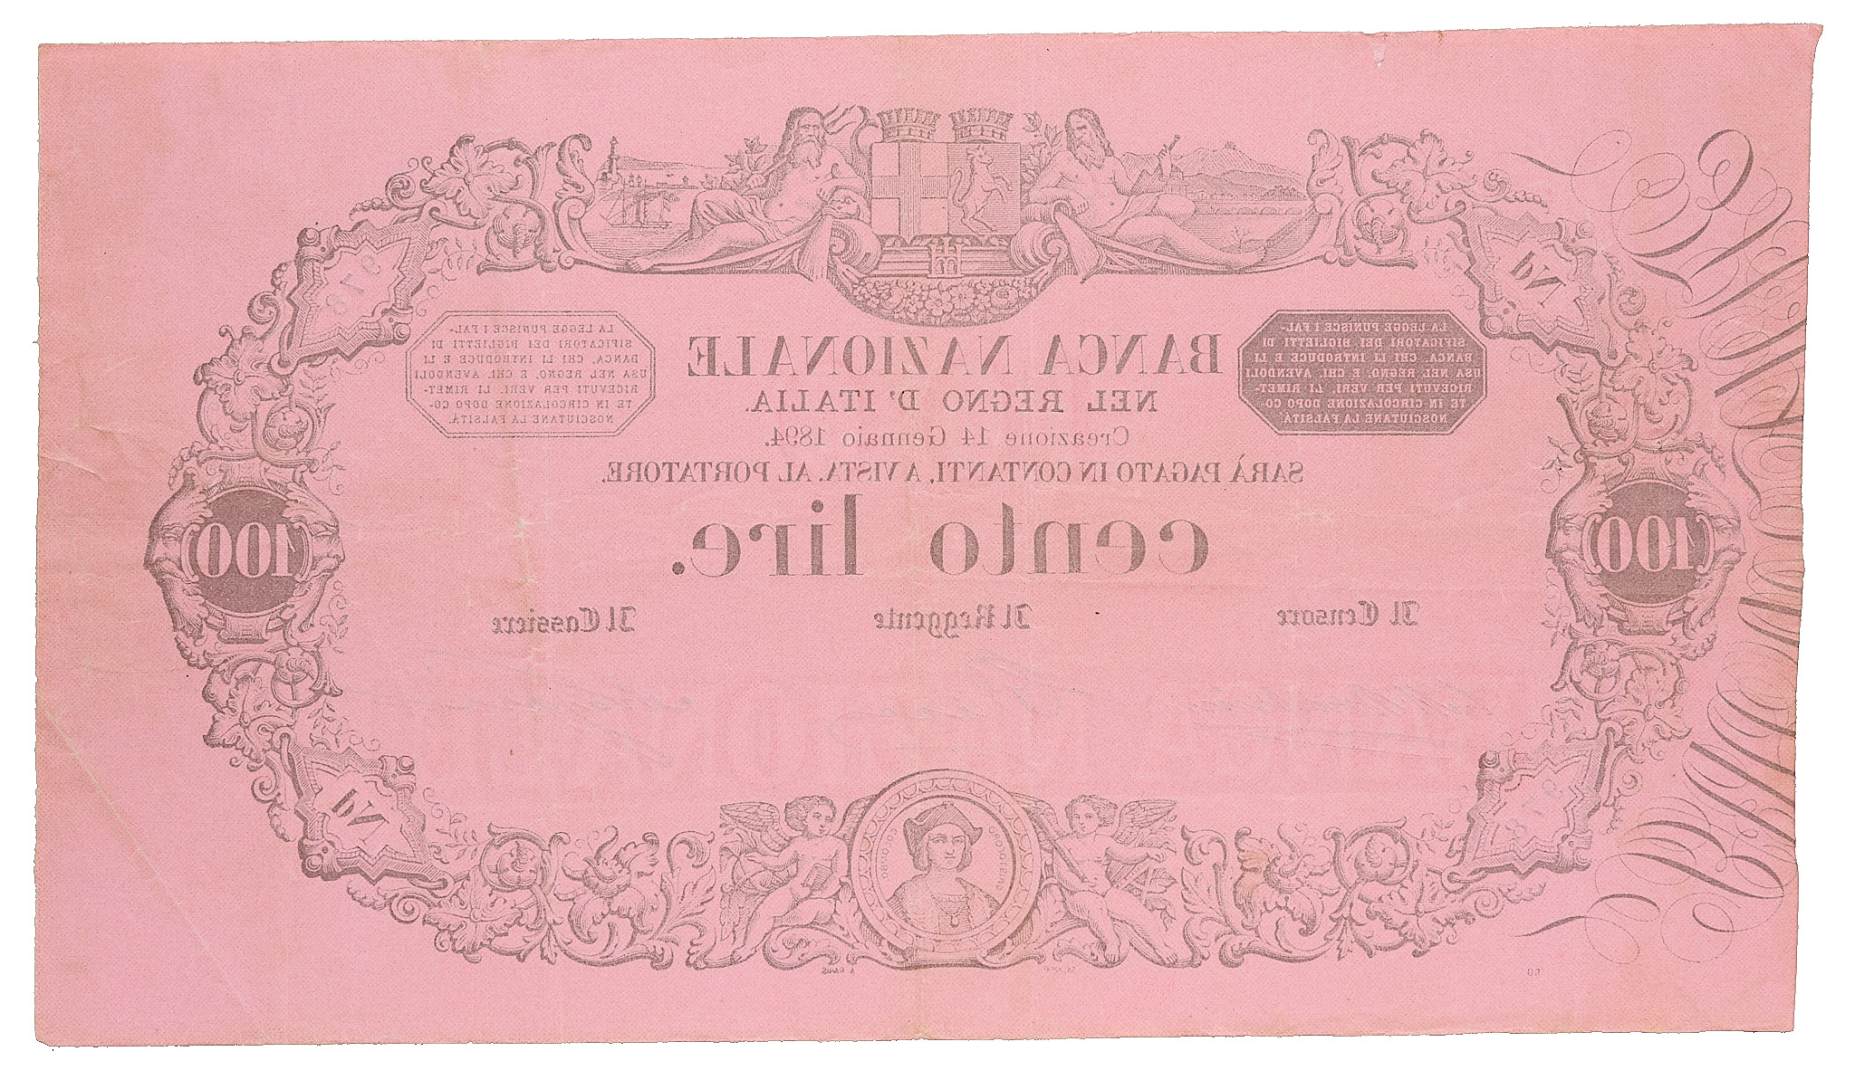 LA LEGGE PUNISCE I FAL-
SIFICATORI DEI BIGLIETTI DI
BANCA, CHI LI INTRODUCE E LI
USA NEL REGNO, E CHI, AVENDOLI
RICEVUTI PER VERI, LI RIMET-
TE IN CIRCOLAZIONE DOPO CO-
NOSCIUTANE LA FALSITÀ.
BANCA NAZIONALE
NEL REGNO D'ITALIA.
Creazione 14 Gennaio 1894.
SARÀ PAGATO IN CONTANTI, A VISTA, AL PORTATORE.
cento lire.
LA LEGGE PUNISCE I FAL-
SIFICATORI DEI BIGLIETTI DI
BANCA, CHI LI INTRODUCE E LI
USA NEL REGNO, E CHI, AVENDOLI
RICEVUTI PER VERI, LI RIMET-
TE IN CIRCOLAZIONE DOPO CO-
NOSCIUTANE LA FALSITÀ.
(100)
(100)
Il Censore
Il Reggente
Il Cassiere